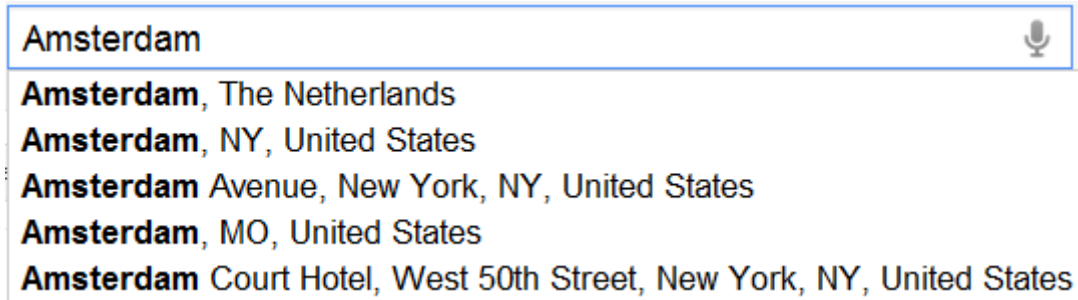 Amsterdam
Amsterdam, The Netherlands
Amsterdam, NY, United States
Amsterdam Avenue, New York, NY, United States
Amsterdam, MO, United States
Amsterdam Court Hotel, West 50th Street, New York, NY, United States